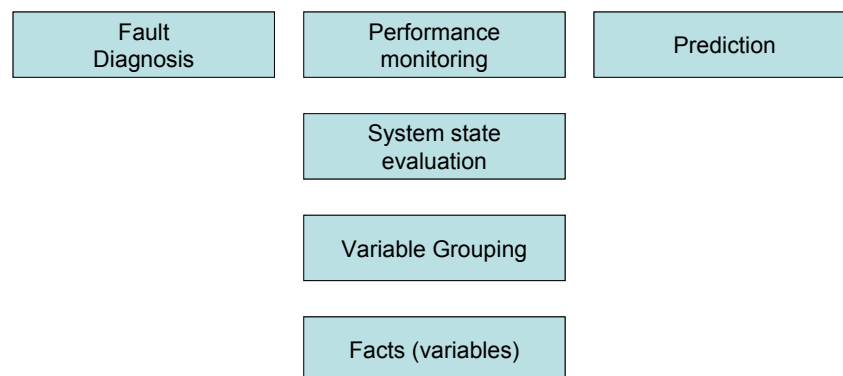 Fault
Diagnosis
Performance
monitoring
Prediction
System state
evaluation
Variable Grouping
Facts (variables)